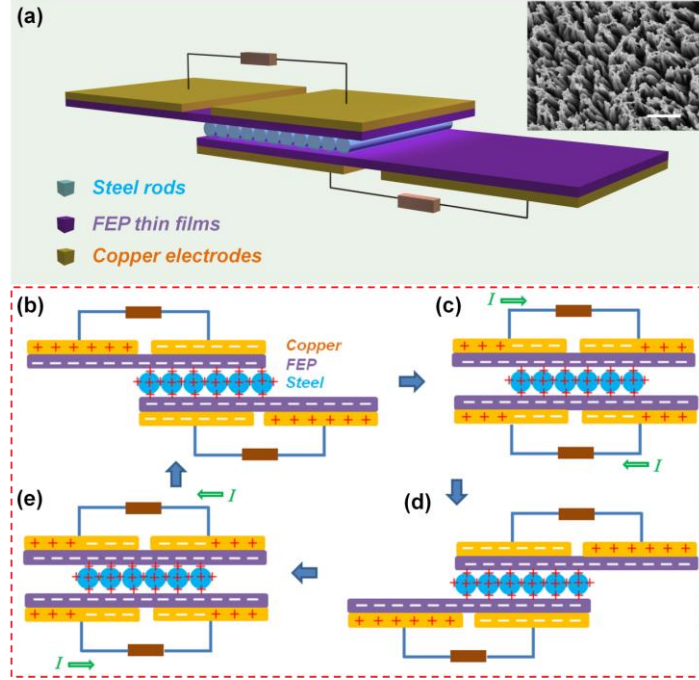 (a)
Steel rods
FEP thin films
Copper electrodes
(b)
Copper
FEP
Steel
(c)
I
I
(e)
I
I
(d)